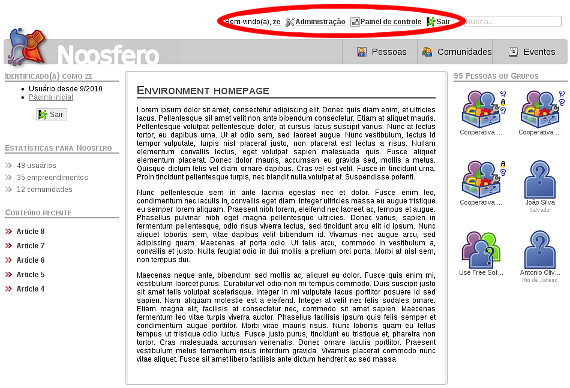 Bem-vindo(a), ze Administração Painel de controle Sair Busca...
Noosfero
Pessoas Comunidades Eventos
Identificado(a) como ze
Usuário desde 9/2010
Página inicial
Sair
Estatísticas para Noosfero
48 usuários
35 empreendimentos
12 comunidades
Conteúdo recente
Article 8
Article 7
Article 6
Article 5
Article 4
Environment homepage
Lorem ipsum dolor sit amet, consectetur adipiscing elit. Donec quis diam enim, et ultricies
lacus. Pellentesque sit amet velit non ante bibendum consectetur. Etiam at aliquet mauris.
Pellentesque volutpat pellentesque dolor, at cursus lacus suscipit varius. Nunc at lectus
tortor, eu dapibus urna. Ut at odio sem, sed laoreet augue. Nunc vestibulum, lectus id
tempor vulputate, turpis nisl placerat justo, non placerat est lectus a risus. Nullam
elementum convallis lectus, eget volutpat sapien malesuada quis. Fusce aliquet
elementum placerat. Donec dolor mauris, accumsan eu gravida sed, mollis a metus.
Quisque dictum felis vel diam ornare dapibus. Cras vel est velit. Fusce in tincidunt urna.
Proin tincidunt pellentesque turpis, nec blandit nulla volutpat at. Suspendisse potenti.
Nunc pellentesque sem in ante lacinia egestas nec et dolor. Fusce enim leo,
condimentum nec iaculis in, convallis eget diam. Integer ultricies massa eu augue tristique
eu semper lorem aliquam. Praesent nibh lorem, eleifend nec laoreet ac, tempus et augue.
Phasellus pulvinar nibh eget magna pellentesque ultricies. Donec varius, sapien in
fermentum pellentesque, odio risus viverra lectus, sed tincidunt arcu elit id ipsum. Nunc
aliquet lobortis sem, vitae dapibus velit bibendum id. Vivamus nec augue arcu, sed
adipiscing quam. Maecenas at porta odio. Ut felis arcu, commodo in vestibulum a,
convallis et justo. Nulla feugiat odio in dui mollis a pretium orci porta. Morbi at nisl sem,
non tempus dui.
Maecenas neque ante, bibendum sed mollis ac, aliquet eu dolor. Fusce quis enim mi,
vestibulum laoreet purus. Curabitur vel odio non mi tempus commodo. Duis suscipit justo
sit amet felis volutpat scelerisque. Integer in mi vulputate lacus porttitor posuere id sed
sapien. Nam aliquam molestie est a eleifend. Integer at velit nec felis sodales ornare.
Etiam magna elit, facilisis at consectetur nec, commodo sit amet sapien. Maecenas
fermentum leo vitae turpis viverra auctor. Phasellus facilisis ipsum quis felis semper et
condimentum augue porttitor. Morbi vitae mauris risus. Nunc lobortis quam eu tellus
tempus ut tristique odio luctus. Fusce justo purus, tincidunt eu tristique et, pharetra non
tortor. Cras malesuada accumsan venenatis. Donec ornare iaculis porttitor. Praesent
vestibulum metus fermentum risus interdum gravida. Vivamus placerat commodo nunc
vitae aliquet. Fusce sit amet libero facilisis ante dictum hendrerit ac sed massa.
95 Pessoas ou Grupos
Cooperativa ... Cooperativa ...
Cooperativa ... João Silva
Salvador
Use Free Sof... Antonio Oliv...
Rio de Janeiro